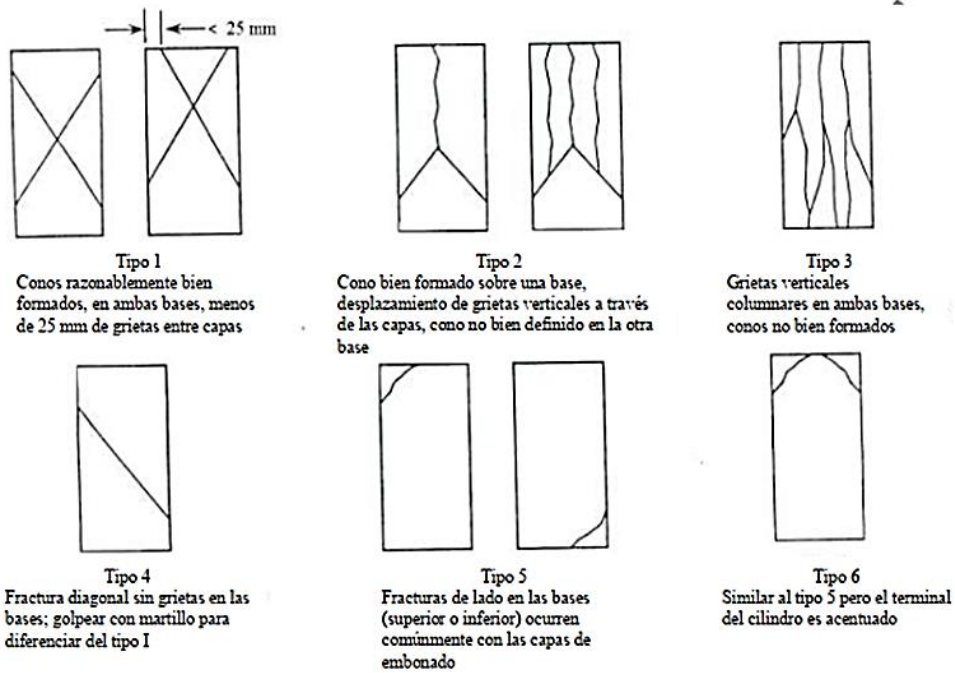 < 25 mm
Tipo 1
Conos razonablemente bien
formados, en ambas bases, menos
de 25 mm de grietas entre capas
Tipo 2
Cono bien formado sobre una base,
desplazamiento de grietas verticales a través
de las capas, cono no bien definido en la otra
base
Tipo 3
Grietas verticales
columnares en ambas bases,
conos no bien formados
Tipo 4
Fractura diagonal sin grietas en las
bases; golpear con martillo para
diferenciar del tipo I
Tipo 5
Fracturas de lado en las bases
(superior o inferior) ocurren
comúnmente con las capas de
embonado
Tipo 6
Similar al tipo 5 pero el terminal
del cilindro es acentuado